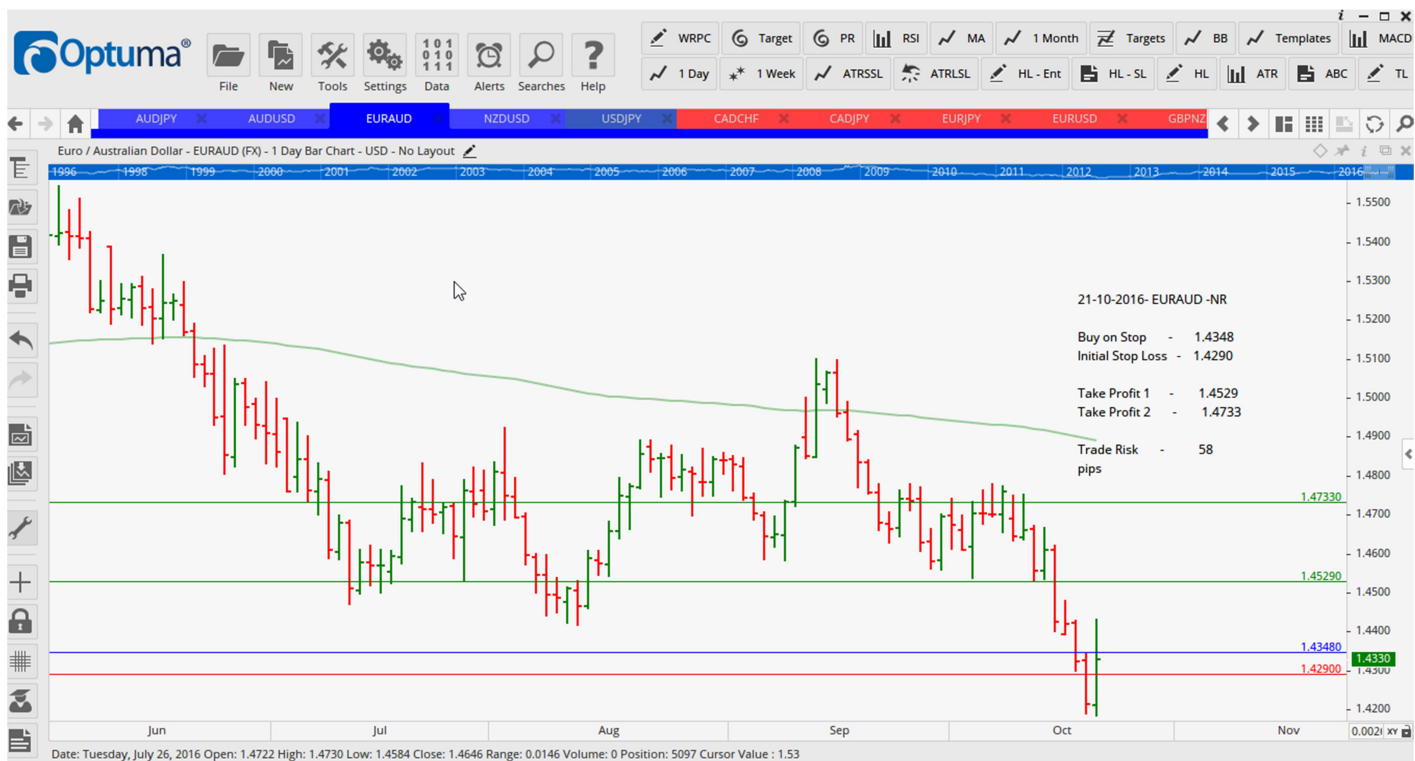 i
Optuma®
File New Tools Settings Data Alerts Searches Help
101
010
111
WRPC Target PR RSI MA 1 Month Targets BB Templates MACD
1 Day 1 Week ATRSSL ATRLSL HL - Ent HL - SL HL ATR ABC TL
AUDJPY AUDUSD EURAUD NZDUSD USDJPY CADCHF CADJPY EURJPY EURUSD GBPNZ
Euro / Australian Dollar - EURAUD (FX) - 1 Day Bar Chart - USD - No Layout
1996 1998 1999 2000 2001 2002 2003 2004 2005 2006 2007 2008 2009 2010 2011 2012 2013 2014 2015 2016
1.5500
1.5400
1.5300
1.5200
1.5100
1.5000
1.4900
1.4800
1.4700
1.4600
1.4500
1.4400
1.4330
1.4300
1.4200
21-10-2016- EURAUD -NR
Buy on Stop - 1.4348
Initial Stop Loss - 1.4290
Take Profit 1 - 1.4529
Take Profit 2 - 1.4733
Trade Risk - 58
pips
1.47330
1.45290
1.43480
1.42900
Jun Jul Aug Sep Oct Nov
XY
Date: Tuesday, July 26, 2016 Open: 1.4722 High: 1.4730 Low: 1.4584 Close: 1.4646 Range: 0.0146 Volume: 0 Position: 5097 Cursor Value : 1.53